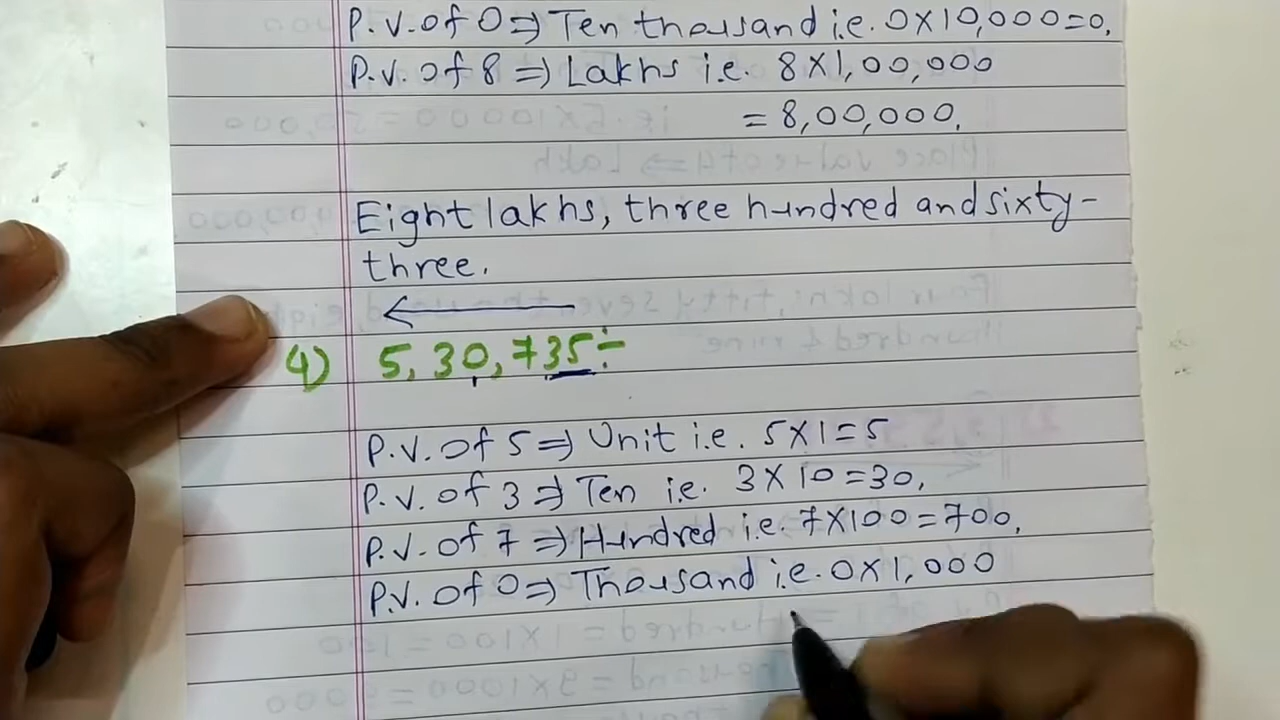 P.V. of 0 ⇒ Ten thousand i.e. 0×10,000=0,
P.V. of 8 ⇒ Lakhs i.e. 8×1,00,000
= 8,00,000,
Eight lakhs, three hundred and sixty-
three.
4) 5,30,735÷
P.V. of 5 ⇒ Unit i.e. 5×1=5
P.V. of 3 ⇒ Ten i.e. 3×10=30,
P.V. of 7 ⇒ Hundred i.e. 7×100=700,
P.V. of 0 ⇒ Thousand i.e. 0×1,000